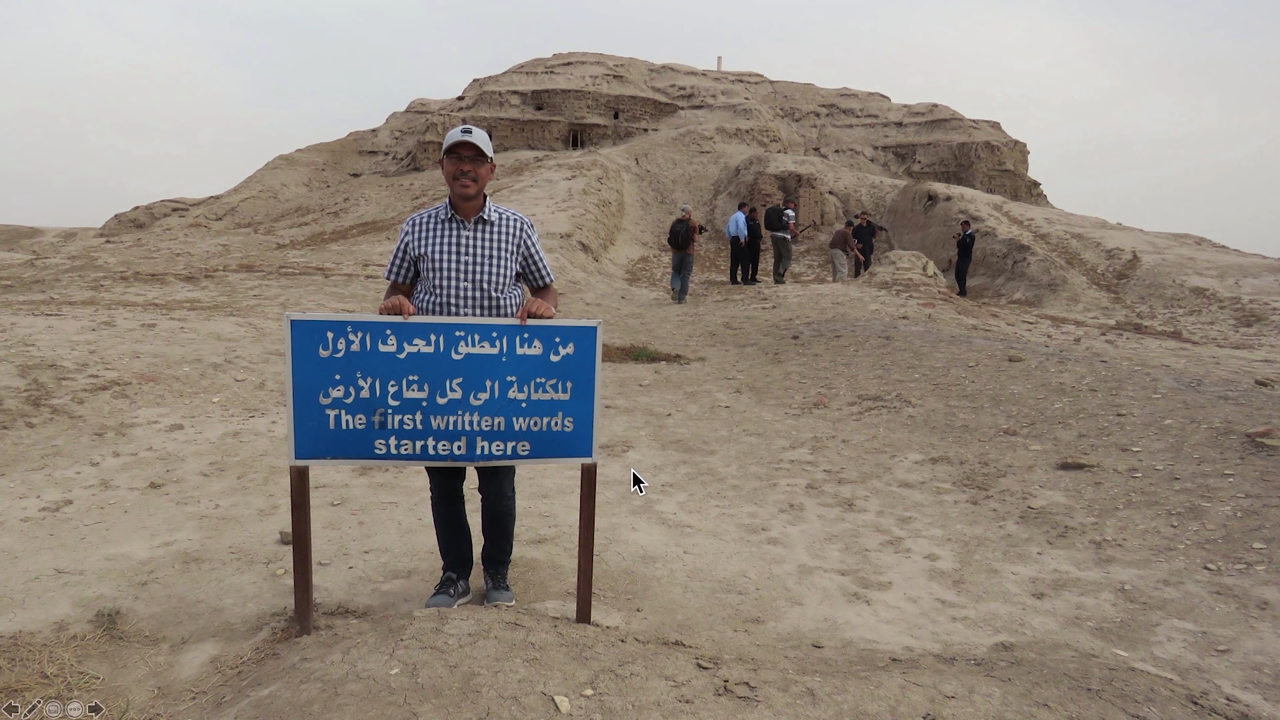 من هنا إنطلق الحرف الأول
للكتابة الى كل بقاع الأرض
The first written words
started here